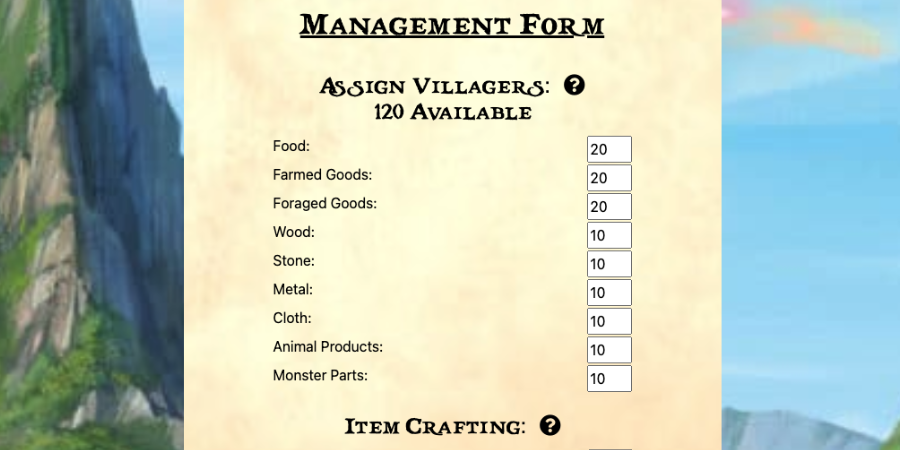 Management Form
Assign Villagers: ?
120 Available
Food: 20
Farmed Goods: 20
Foraged Goods: 20
Wood: 10
Stone: 10
Metal: 10
Cloth: 10
Animal Products: 10
Monster Parts: 10
Item Crafting: ?